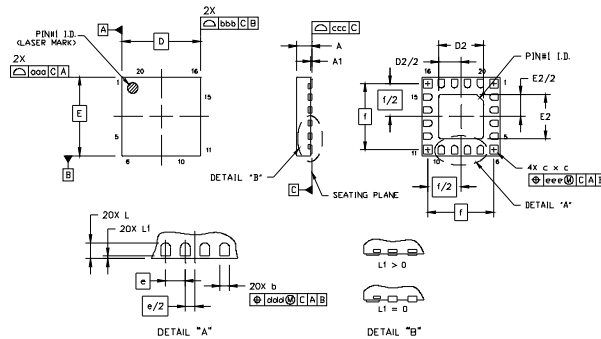 PIN#1 I.D.
(LASER MARK)
A
D
2X
bbb C B
2X
aaa C A
1
20
16
15
E
5
11
6
10
B
ccc C
A
A1
DETAIL "B"
C
SEATING PLANE
D2
D2/2
PIN#1 I.D.
16
20
1
15
E2/2
f/2
f
E2
5
11
10
6
f/2
f
4X c x c
eee M C A B
DETAIL "A"
20X L
20X L1
e
e/2
20X b
ddd M C A B
DETAIL "A"
L1 > 0
L1 = 0
DETAIL "B"